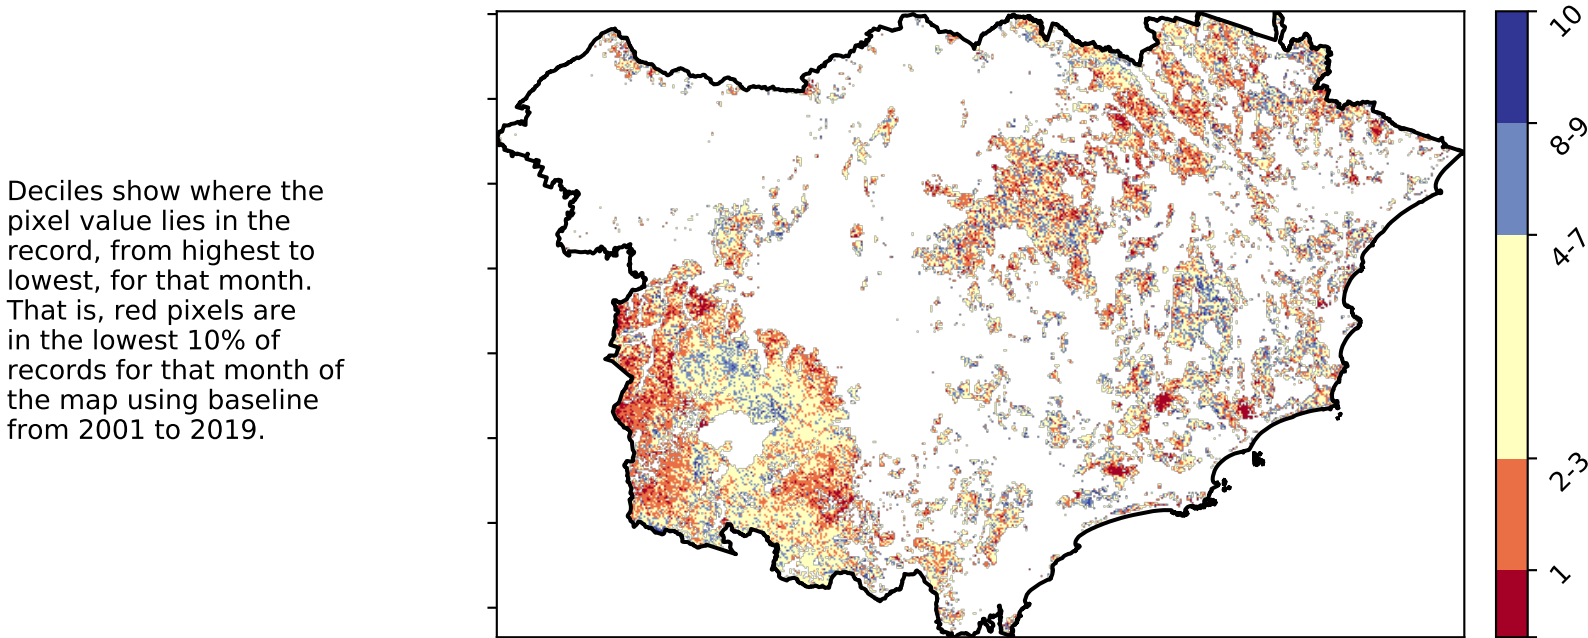 Deciles show where the
pixel value lies in the
record, from highest to
lowest, for that month.
That is, red pixels are
in the lowest 10% of
records for that month of
the map using baseline
from 2001 to 2019.
10
8-9
4-7
2-3
1